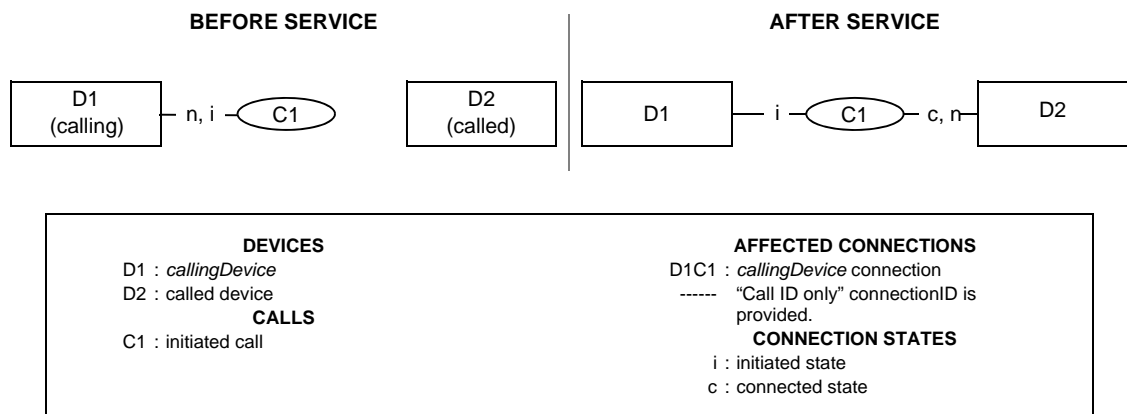 BEFORE SERVICE
AFTER SERVICE
D1
(calling)
n, i
C1
D2
(called)
D1
i
C1
c, n
D2
DEVICES
D1 : callingDevice
D2 : called device
CALLS
C1 : initiated call
AFFECTED CONNECTIONS
D1C1 : callingDevice connection
------ “Call ID only” connectionID is
provided.
CONNECTION STATES
i : initiated state
c : connected state